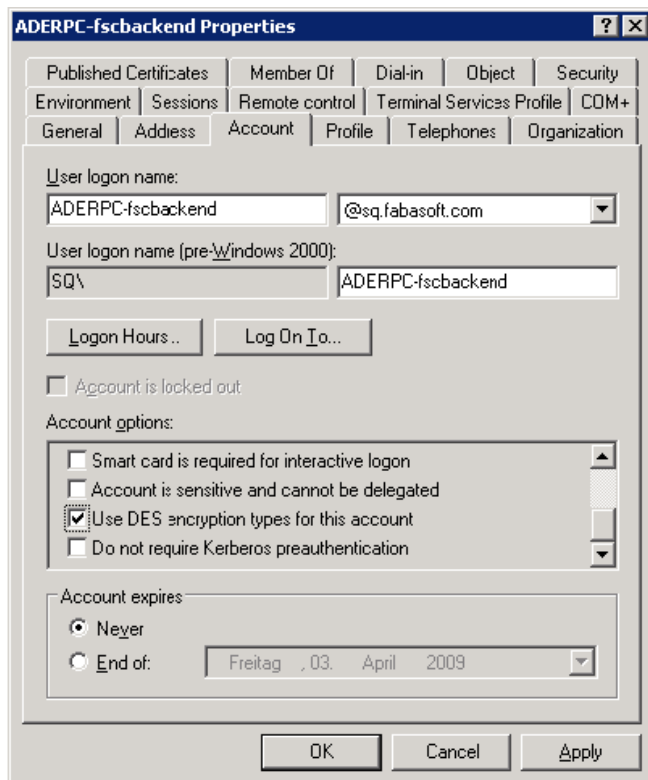 ADERPC-fscbackend Properties
Published Certificates Member Of Dial-in Object Security
Environment Sessions Remote control Terminal Services Profile COM+
General Address Account Profile Telephones Organization
User logon name:
ADERPC-fscbackend @sq.fabasoft.com
User logon name (pre-Windows 2000):
SQ\ ADERPC-fscbackend
Logon Hours... Log On To...
Account is locked out
Account options:
Smart card is required for interactive logon
Account is sensitive and cannot be delegated
Use DES encryption types for this account
Do not require Kerberos preauthentication
Account expires
Never
End of: Freitag , 03. April 2009
OK Cancel Apply